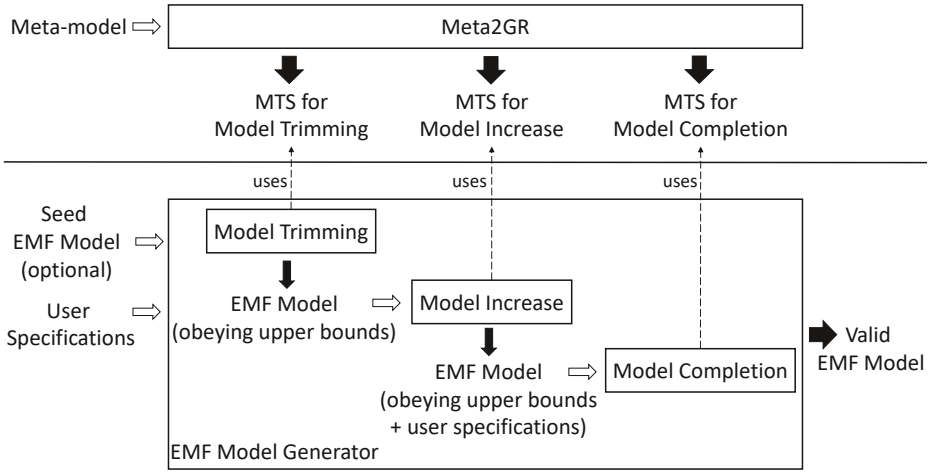 Meta-model
Meta2GR
MTS for
Model Trimming
MTS for
Model Increase
MTS for
Model Completion
uses
uses
uses
Seed
EMF Model
(optional)
User
Specifications
Model Trimming
EMF Model
(obeying upper bounds)
Model Increase
EMF Model
(obeying upper bounds
+ user specifications)
Model Completion
Valid
EMF Model
EMF Model Generator